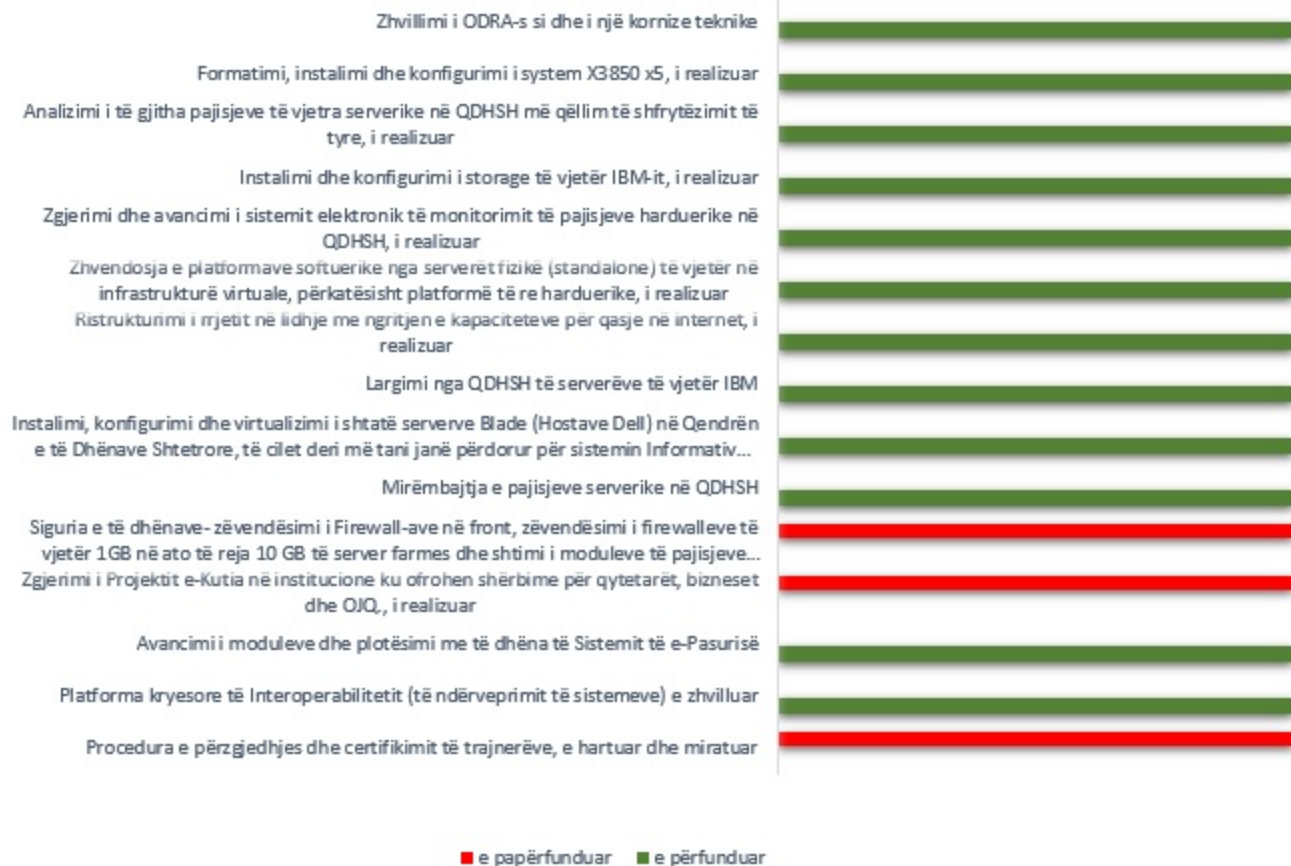 Zhvillimi i ODRA-s si dhe i një kornize teknike
Formatimi, instalimi dhe konfigurimi i system X3850 x5, i realizuar
Analizimi i të gjitha pajisjeve të vjetra serverike në QDHSH më qëllim të shfrytëzimit të
tyre, i realizuar
Instalimi dhe konfigurimi i storage të vjetër IBM-it, i realizuar
Zgjerimi dhe avancimi i sistemit elektronik të monitorimit të pajisjeve harduerike në
QDHSH, i realizuar
Zhvendosja e platformave softuerike nga serverët fizikë (standalone) të vjetër në
infrastrukturë virtuale, përkatësisht platformë të re harduerike, i realizuar
Ristrukturimi i rrjetit në lidhje me ngritjen e kapaciteteve për qasje në internet, i
realizuar
Largimi nga QDHSH të serverëve të vjetër IBM
Instalimi, konfigurimi dhe virtualizimi i shtatë serverve Blade (Hostave Dell) në Qendrën
e të Dhënave Shtetrore, të cilet deri më tani janë përdorur për sistemin Informativ...
Mirëmbajtja e pajisjeve serverike në QDHSH
Siguria e të dhënave- zëvendësimi i Firewall-ave në front, zëvendësimi i firewalleve të
vjetër 1GB në ato të reja 10 GB të server farmes dhe shtimi i moduleve të pajisjeve...
Zgjerimi i Projektit e-Kutia në institucione ku ofrohen shërbime për qytetarët, bizneset
dhe OJQ., i realizuar
Avancimi i moduleve dhe plotësimi me të dhëna të Sistemit të e-Pasurisë
Platforma kryesore të Interoperabilitetit (të ndërveprimit të sistemeve) e zhvilluar
Procedura e përzgjedhjes dhe certifikimit të trajnerëve, e hartuar dhe miratuar
e papërfunduar e përfunduar